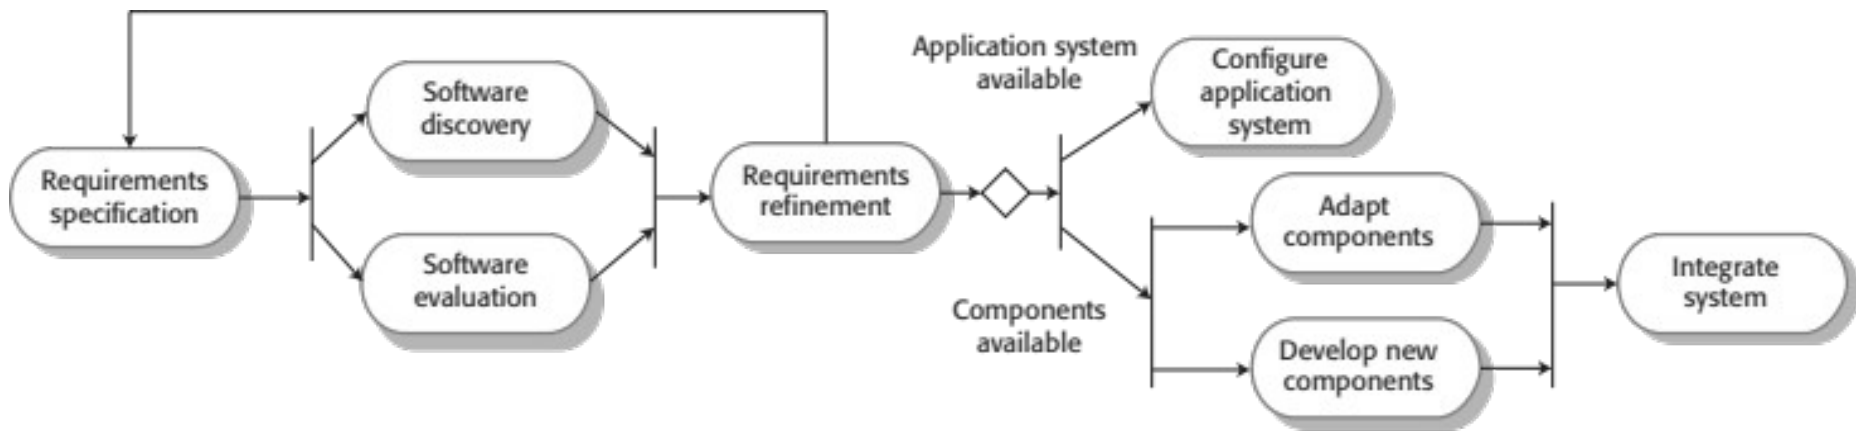 Requirements
specification
Software
discovery
Software
evaluation
Requirements
refinement
Application system
available
Configure
application
system
Components
available
Adapt
components
Develop new
components
Integrate
system